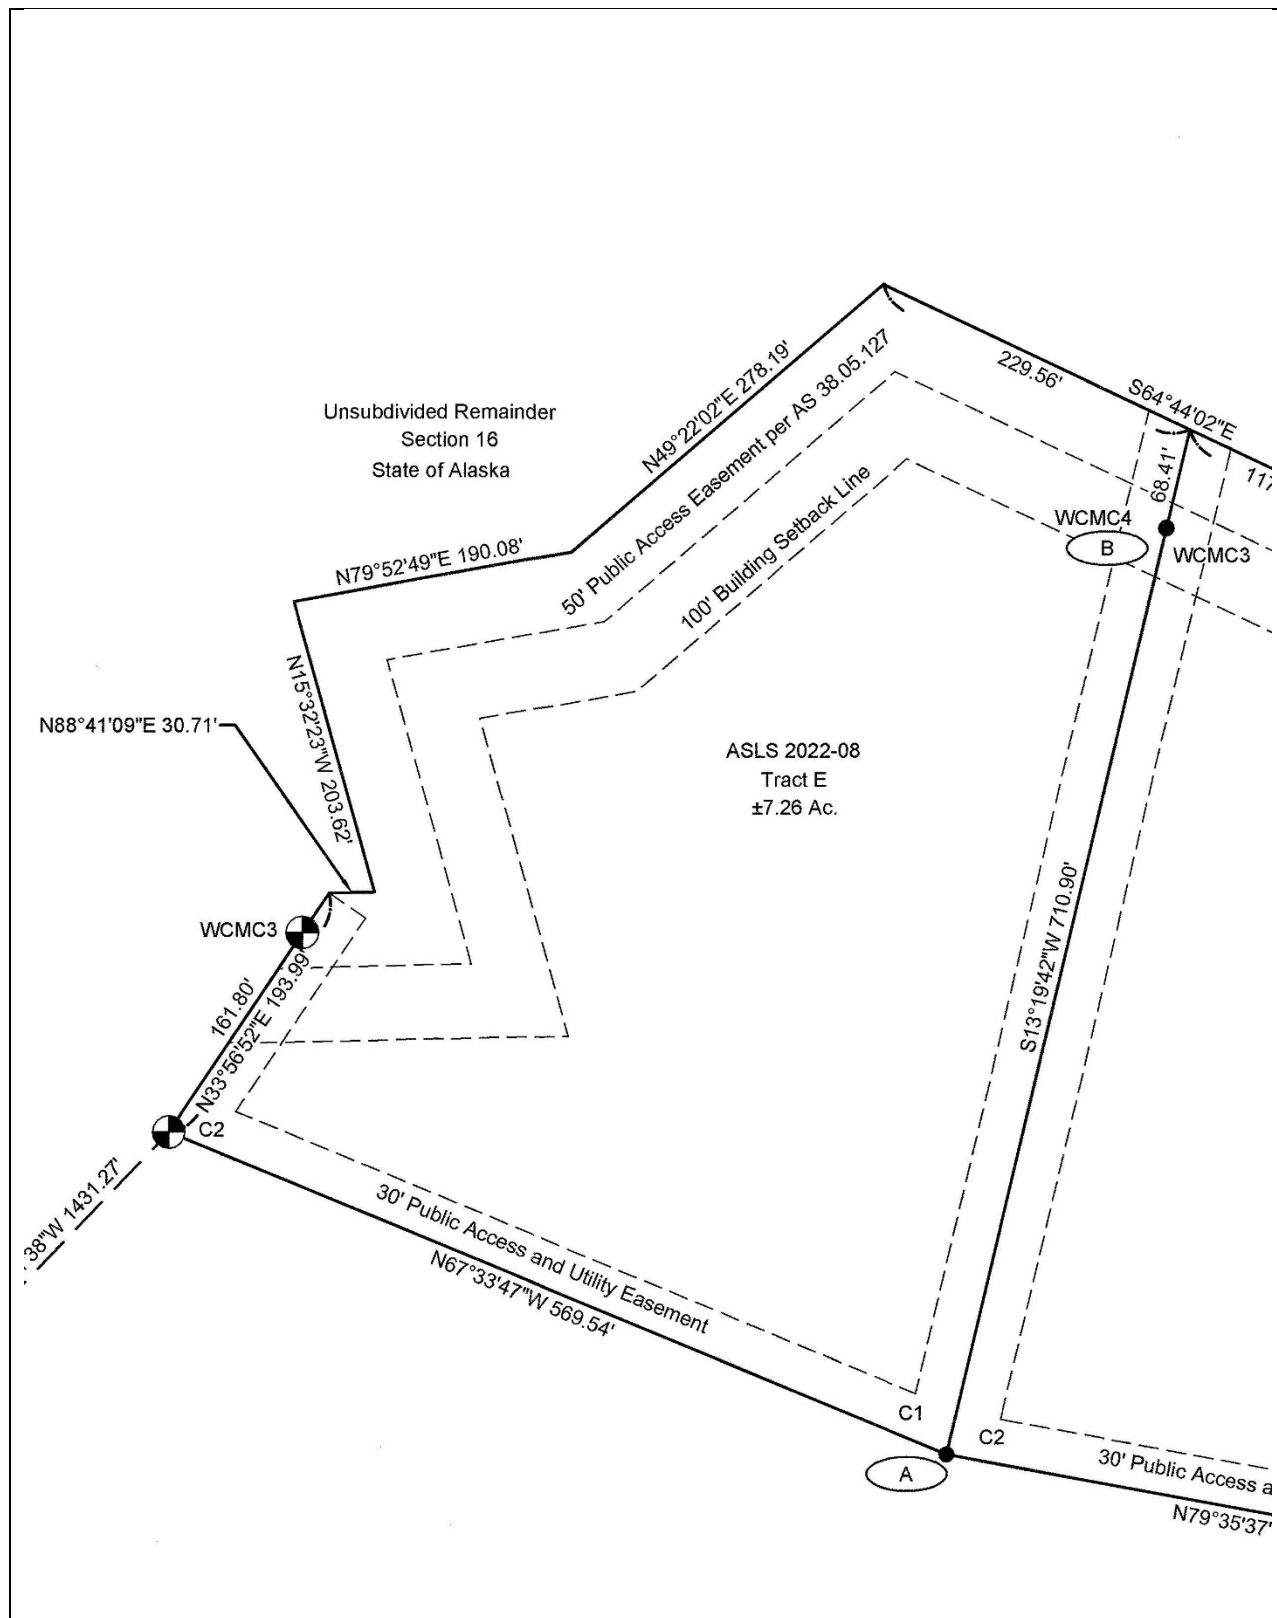 229.56'
S64°44'02"E
117
N49°22'02"E 278.19'
50' Public Access Easement per AS 38.05.127
Unsubdivided Remainder
Section 16
State of Alaska
100' Building Setback Line
68.41'
WCMC4
B
WCMC3
N79°52'49"E 190.08'
N15°32'23"W 203.62'
N88°41'09"E 30.71'
ASLS 2022-08
Tract E
±7.26 Ac.
S13°19'42"W 710.90'
WCMC3
161.80'
N33°56'52"E 193.99'
C2
'38"W 1431.27'
30' Public Access and Utility Easement
N67°33'47"W 569.54'
C1
C2
A
30' Public Access a
N79°35'37"